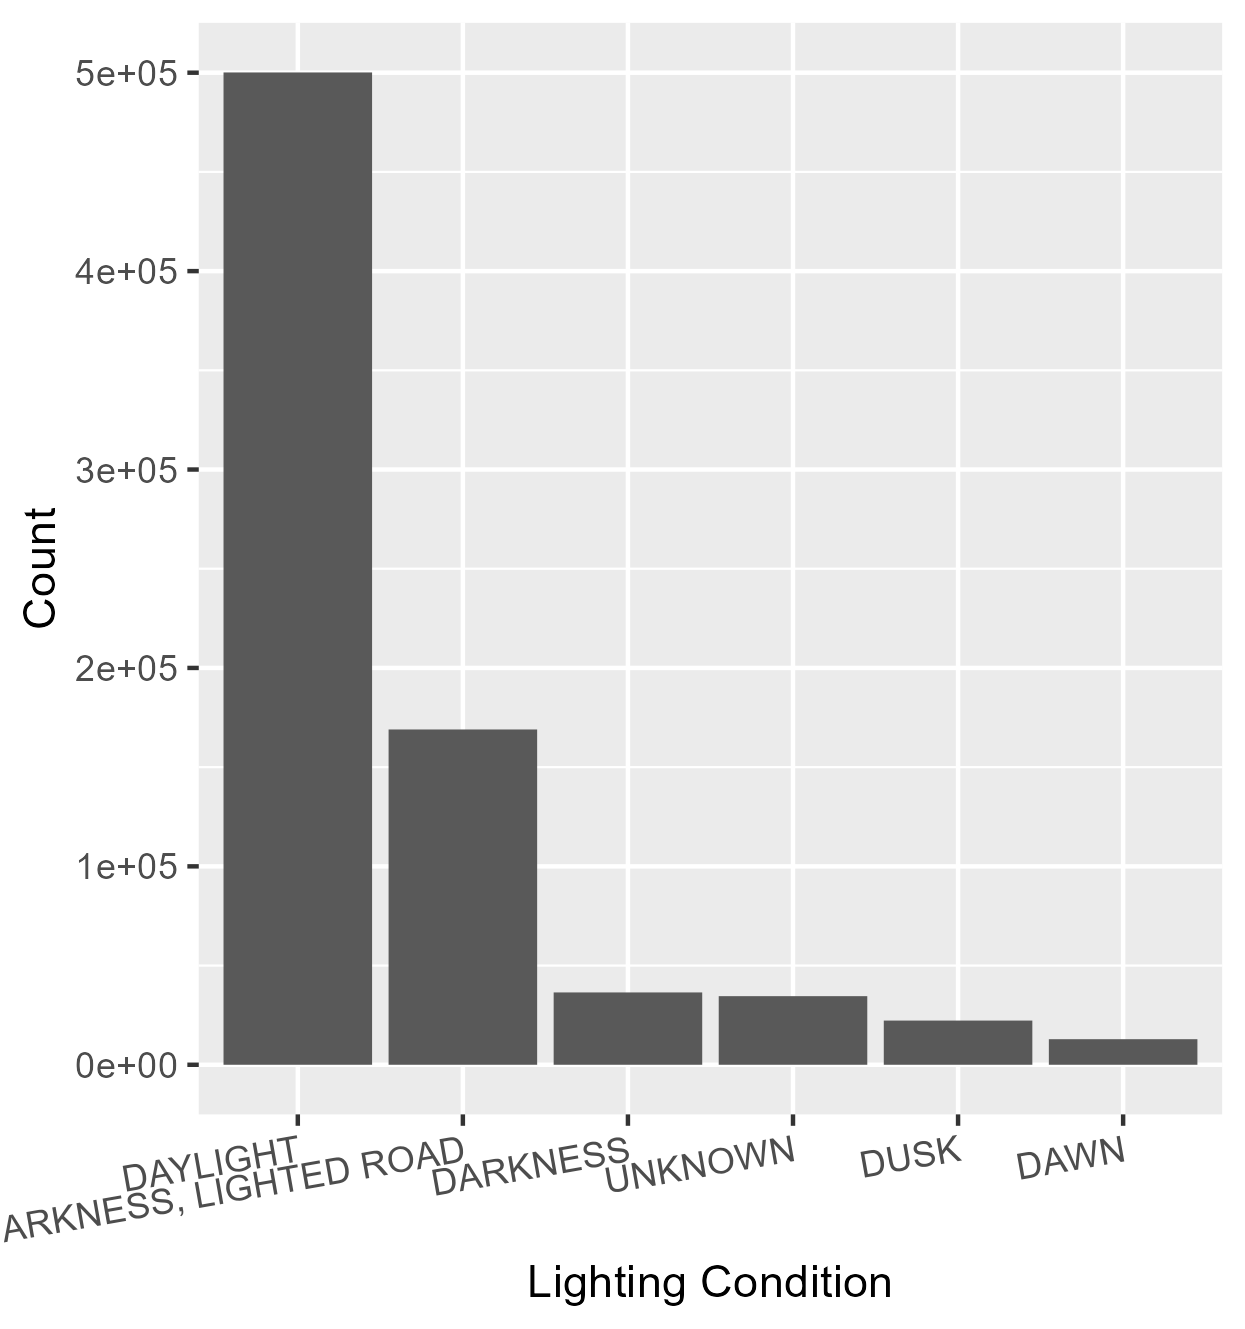 5e+05
4e+05
3e+05
2e+05
1e+05
0e+00
Count
DAYLIGHT
ARKNESS, LIGHTED ROAD
DARKNESS
UNKNOWN
DUSK
DAWN
Lighting Condition